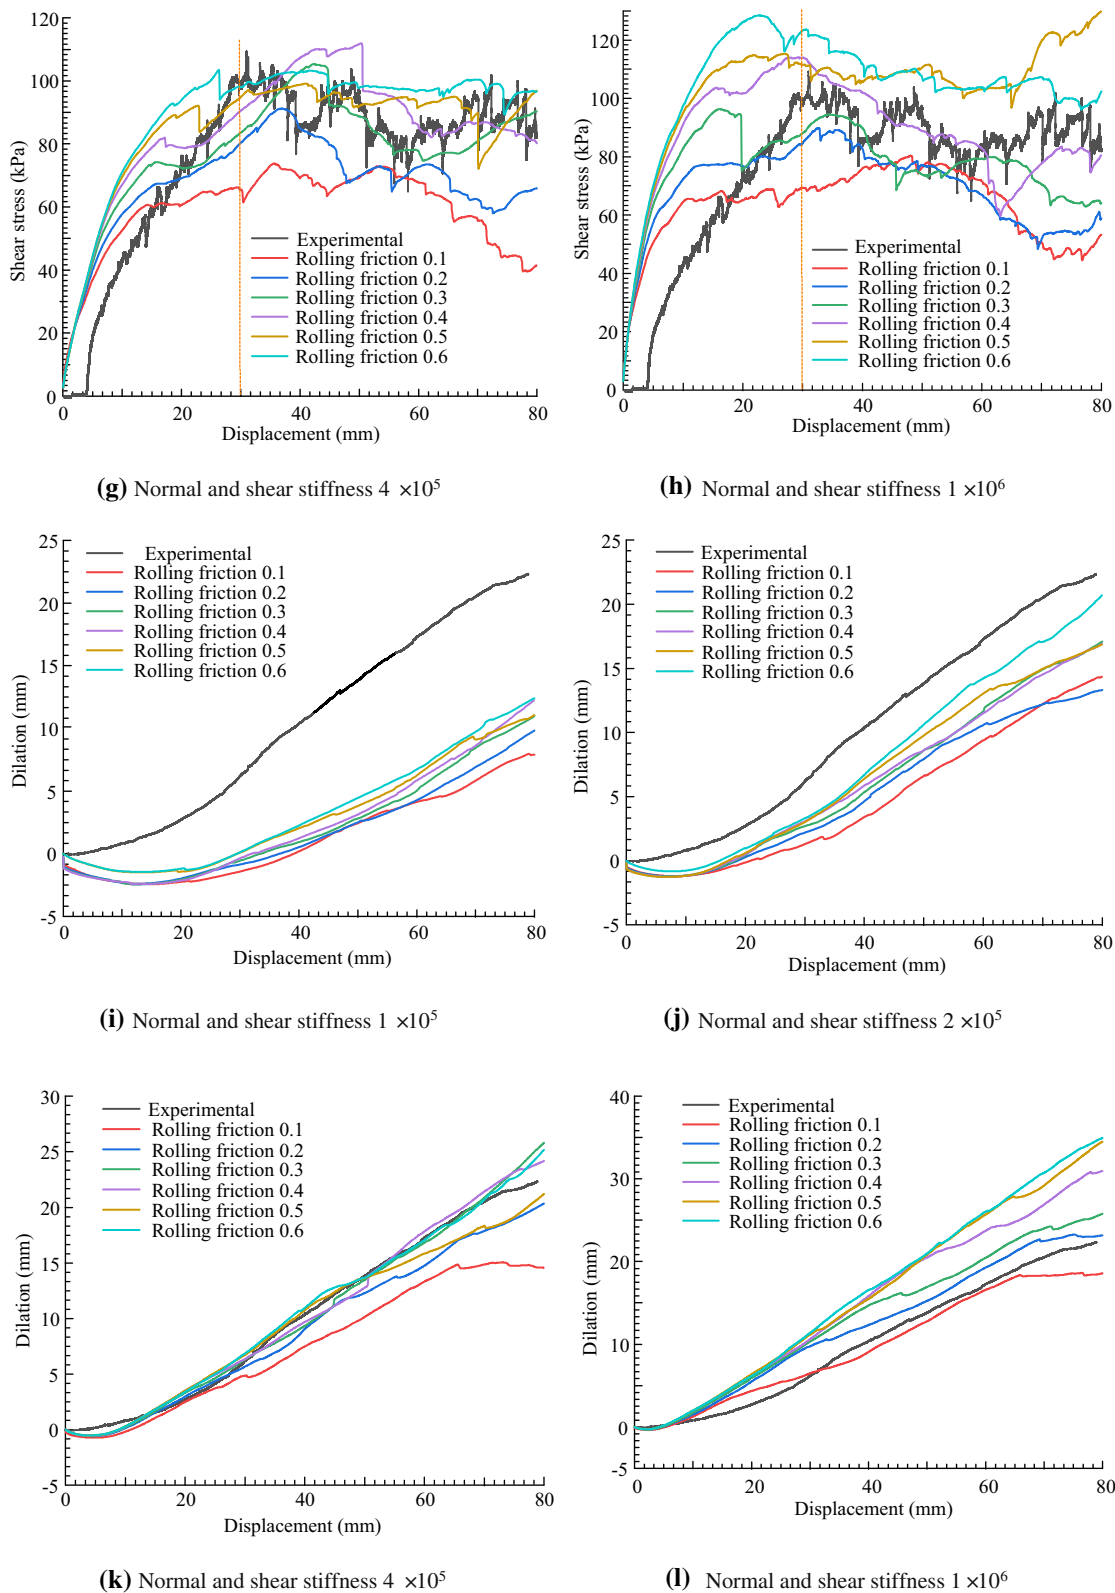 120
100
80
60
40
20
0
Shear stress (kPa)
Experimental
Rolling friction 0.1
Rolling friction 0.2
Rolling friction 0.3
Rolling friction 0.4
Rolling friction 0.5
Rolling friction 0.6
0 20 40 60 80
Displacement (mm)
(g) Normal and shear stiffness 4 ×10⁵
120
100
80
60
40
20
0
Shear stress (kPa)
Experimental
Rolling friction 0.1
Rolling friction 0.2
Rolling friction 0.3
Rolling friction 0.4
Rolling friction 0.5
Rolling friction 0.6
0 20 40 60 80
Displacement (mm)
(h) Normal and shear stiffness 1 ×10⁶
25
20
15
10
5
0
-5
Dilation (mm)
Experimental
Rolling friction 0.1
Rolling friction 0.2
Rolling friction 0.3
Rolling friction 0.4
Rolling friction 0.5
Rolling friction 0.6
0 20 40 60 80
Displacement (mm)
(i) Normal and shear stiffness 1 ×10⁵
25
20
15
10
5
0
-5
Dilation (mm)
Experimental
Rolling friction 0.1
Rolling friction 0.2
Rolling friction 0.3
Rolling friction 0.4
Rolling friction 0.5
Rolling friction 0.6
0 20 40 60 80
Displacement (mm)
(j) Normal and shear stiffness 2 ×10⁵
30
25
20
15
10
5
0
-5
Dilation (mm)
Experimental
Rolling friction 0.1
Rolling friction 0.2
Rolling friction 0.3
Rolling friction 0.4
Rolling friction 0.5
Rolling friction 0.6
0 20 40 60 80
Displacement (mm)
(k) Normal and shear stiffness 4 ×10⁵
40
30
20
10
0
-5
Dilation (mm)
Experimental
Rolling friction 0.1
Rolling friction 0.2
Rolling friction 0.3
Rolling friction 0.4
Rolling friction 0.5
Rolling friction 0.6
0 20 40 60 80
Displacement (mm)
(l) Normal and shear stiffness 1 ×10⁶